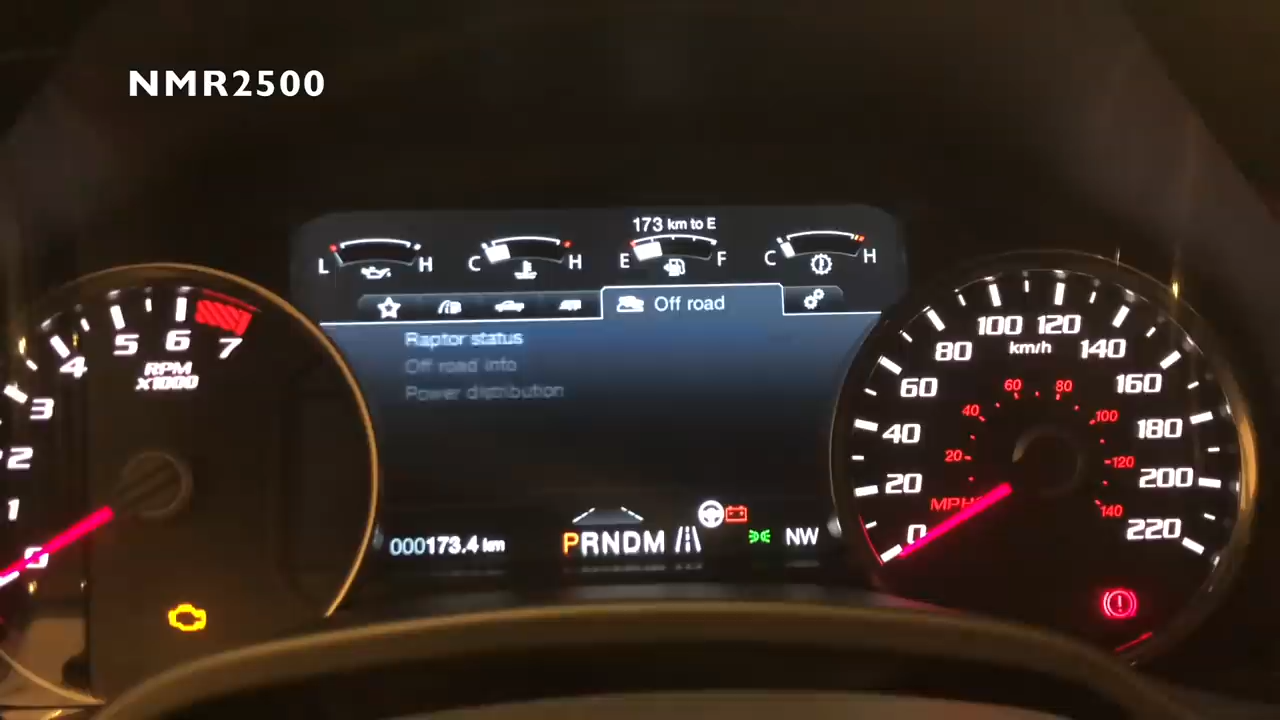 NMR2500
173 km to E
L H C H E F C H
Off road
Raptor status
Off road info
Power distribution
000173.4 km
PRNDM
NW
0 1 2 3 4 5 6 7
RPM
X1000
0 20 40 60 80 100 120 140 160 180 200 220
km/h
20 40 60 80 100 120 140
MPH